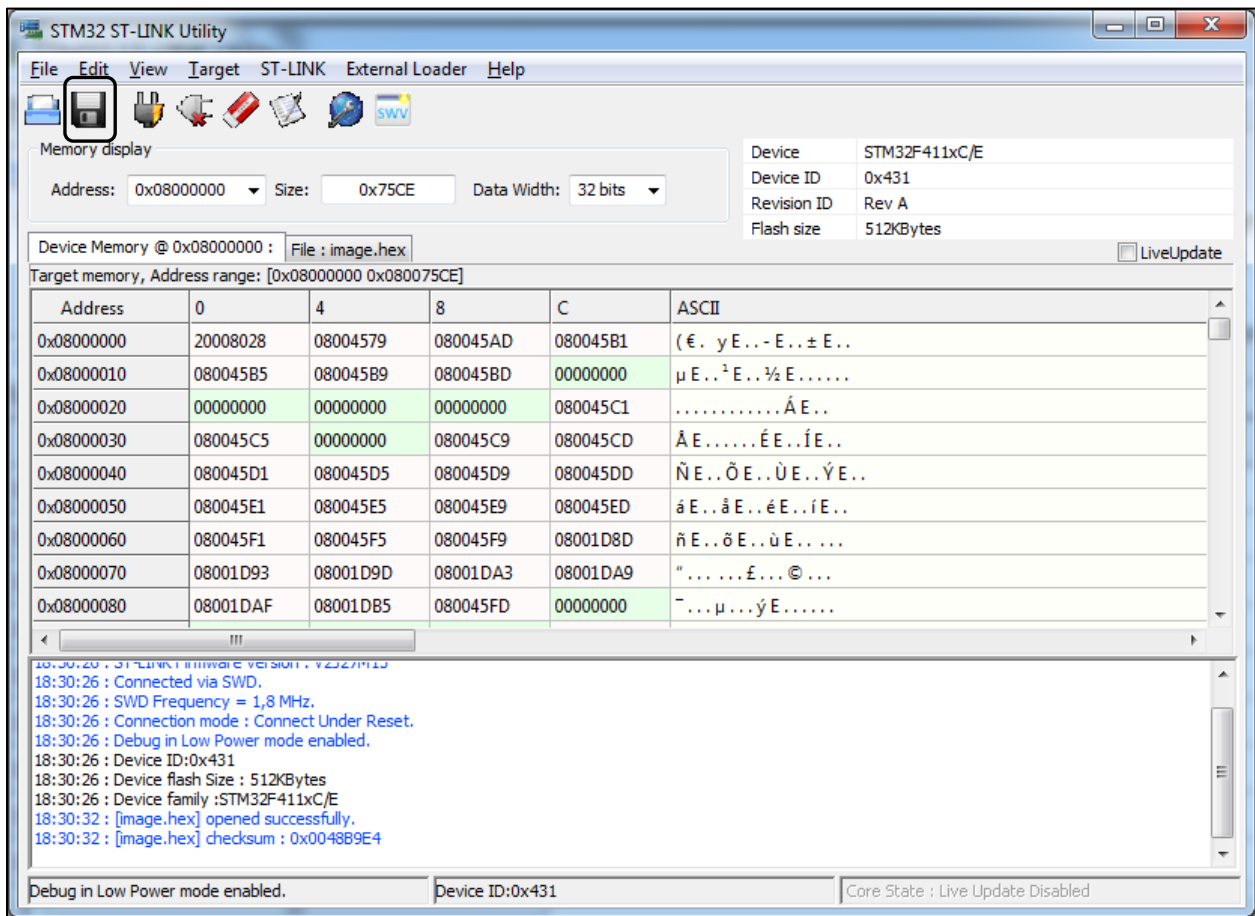 STM32 ST-LINK Utility
File Edit View Target ST-LINK External Loader Help
SWV
Memory display
Address: 0x08000000 Size: 0x75CE Data Width: 32 bits
Device STM32F411xC/E
Device ID 0x431
Revision ID Rev A
Flash size 512KBytes
Device Memory @ 0x08000000 : File : image.hex
LiveUpdate
Target memory, Address range: [0x08000000 0x080075CE]
Address 0 4 8 C ASCII
0x08000000 20008028 08004579 080045AD 080045B1 (€. yE..-E..±E..
0x08000010 080045B5 080045B9 080045BD 00000000 µE..¹E..½E......
0x08000020 00000000 00000000 00000000 080045C1 ............ÁE..
0x08000030 080045C5 00000000 080045C9 080045CD ÅE......ÉE..ÍE..
0x08000040 080045D1 080045D5 080045D9 080045DD ÑE..ÕE..ÙE..ÝE..
0x08000050 080045E1 080045E5 080045E9 080045ED áE..åE..éE..íE..
0x08000060 080045F1 080045F5 080045F9 08001D8D ñE..õE..ùE.. ...
0x08000070 08001D93 08001D9D 08001DA3 08001DA9 “... ...£...©...
0x08000080 08001DAF 08001DB5 080045FD 00000000 ¯...µ...ýE......
18:30:26 : ST-LINK Firmware version : V2J27M15
18:30:26 : Connected via SWD.
18:30:26 : SWD Frequency = 1,8 MHz.
18:30:26 : Connection mode : Connect Under Reset.
18:30:26 : Debug in Low Power mode enabled.
18:30:26 : Device ID:0x431
18:30:26 : Device flash Size : 512KBytes
18:30:26 : Device family :STM32F411xC/E
18:30:32 : [image.hex] opened successfully.
18:30:32 : [image.hex] checksum : 0x0048B9E4
Debug in Low Power mode enabled. Device ID:0x431 Core State : Live Update Disabled